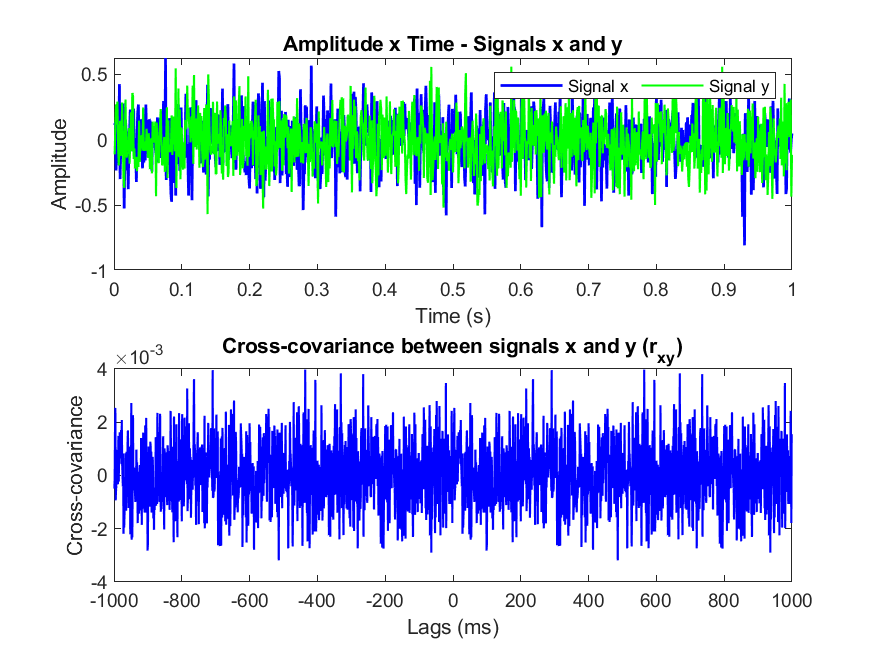 Amplitude x Time - Signals x and y
Signal x Signal y
0.5
0
-0.5
-1
Amplitude
0 0.1 0.2 0.3 0.4 0.5 0.6 0.7 0.8 0.9 1
Time (s)
Cross-covariance between signals x and y (r_xy)
×10^-3
4
2
0
-2
-4
Cross-covariance
-1000 -800 -600 -400 -200 0 200 400 600 800 1000
Lags (ms)